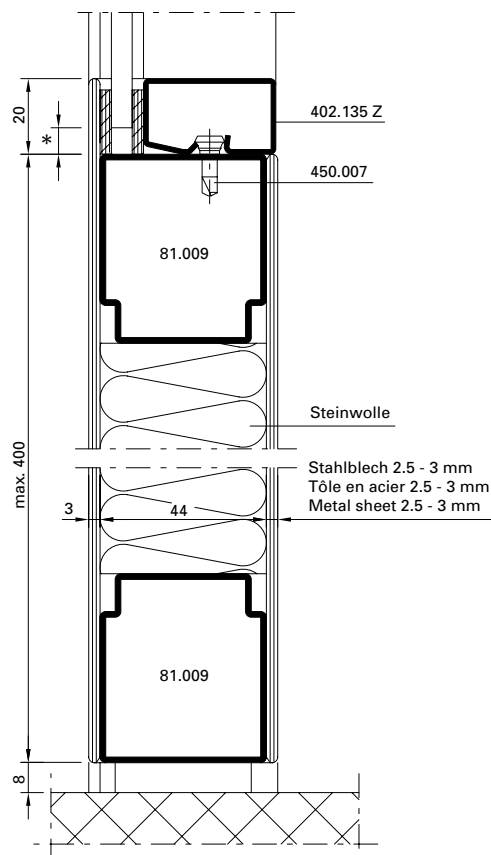 20
402.135 Z
*
450.007
81.009
Steinwolle
max. 400
Stahlblech 2.5 - 3 mm
Tôle en acier 2.5 - 3 mm
Metal sheet 2.5 - 3 mm
3
44
81.009
8